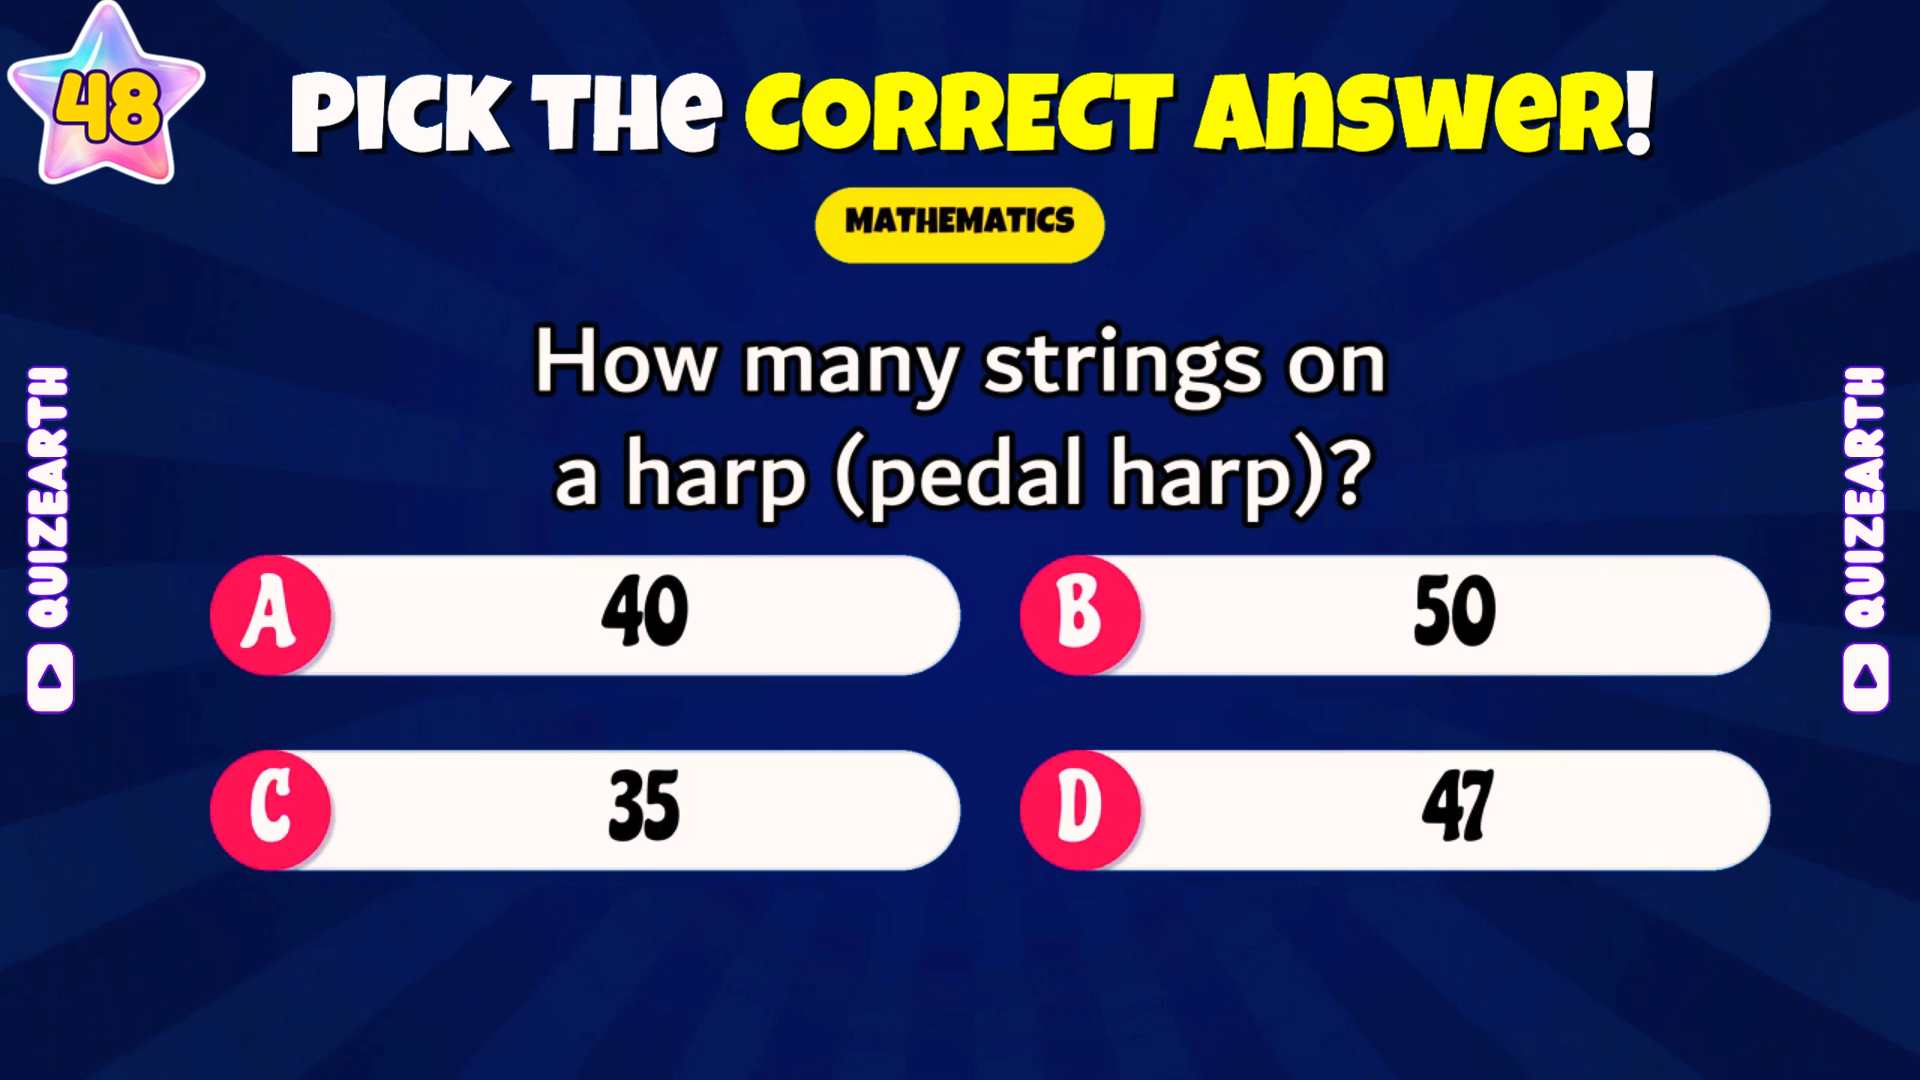 48
PICK THE CORRECT ANSWER!
MATHEMATICS
How many strings on
a harp (pedal harp)?
A 40
B 50
C 35
D 47
QUIZEARTH
QUIZEARTH